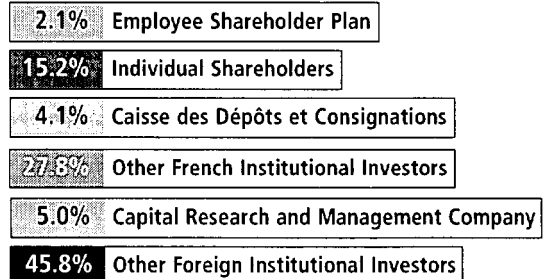 2.1% Employee Shareholder Plan
15.2% Individual Shareholders
4.1% Caisse des Dépôts et Consignations
27.8% Other French Institutional Investors
5.0% Capital Research and Management Company
45.8% Other Foreign Institutional Investors